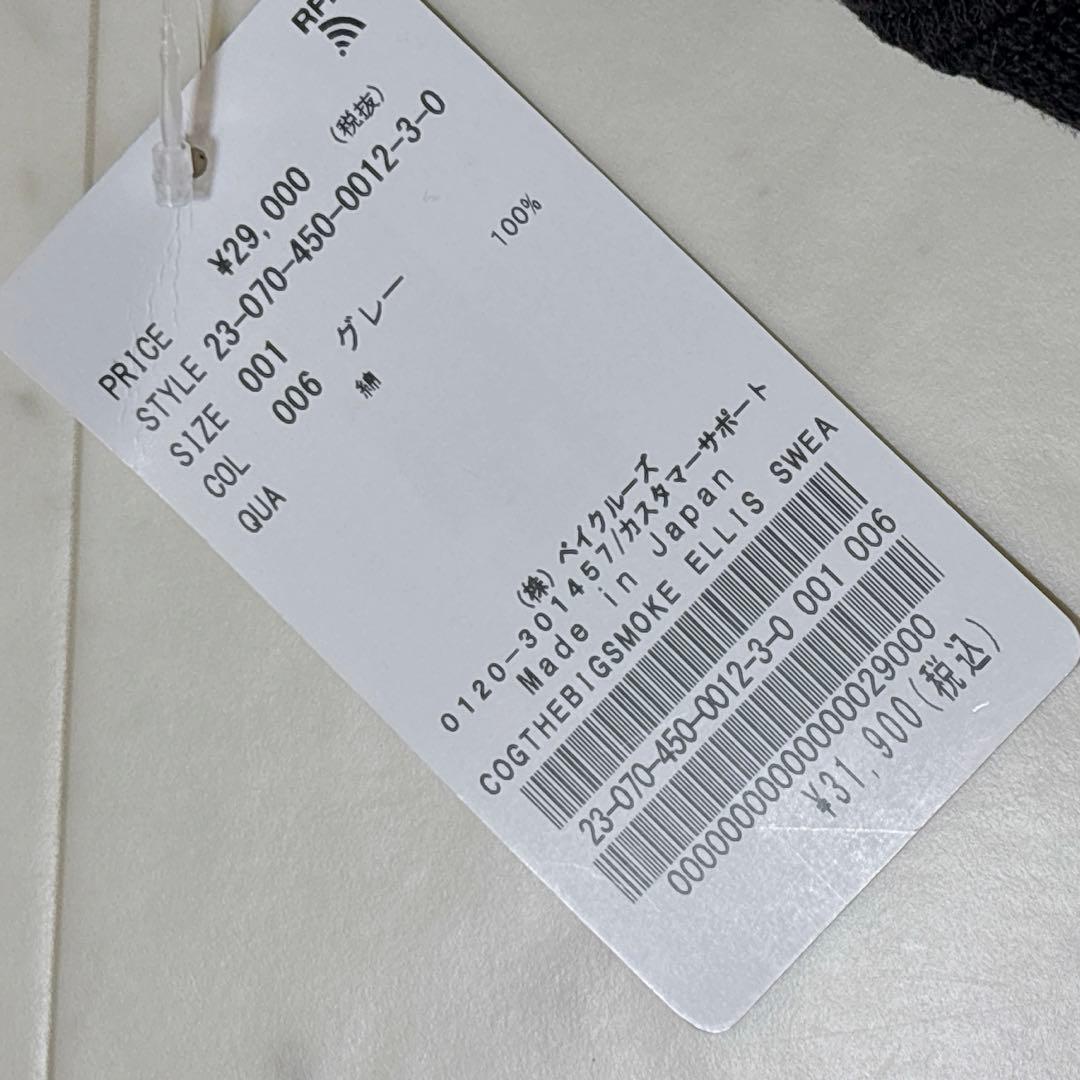 RF
(税抜)
PRICE ¥29,000
STYLE 23-070-450-0012-3-0
SIZE 001
COL 006 グレー
QUA 綿 100%
(株)ベイクルーズ
0120-301457/カスタマーサポート
Made in Japan
COGTHEBIGSMOKE ELLIS SWEA
23-070-450-0012-3-0 001 006
¥31,900(税込)